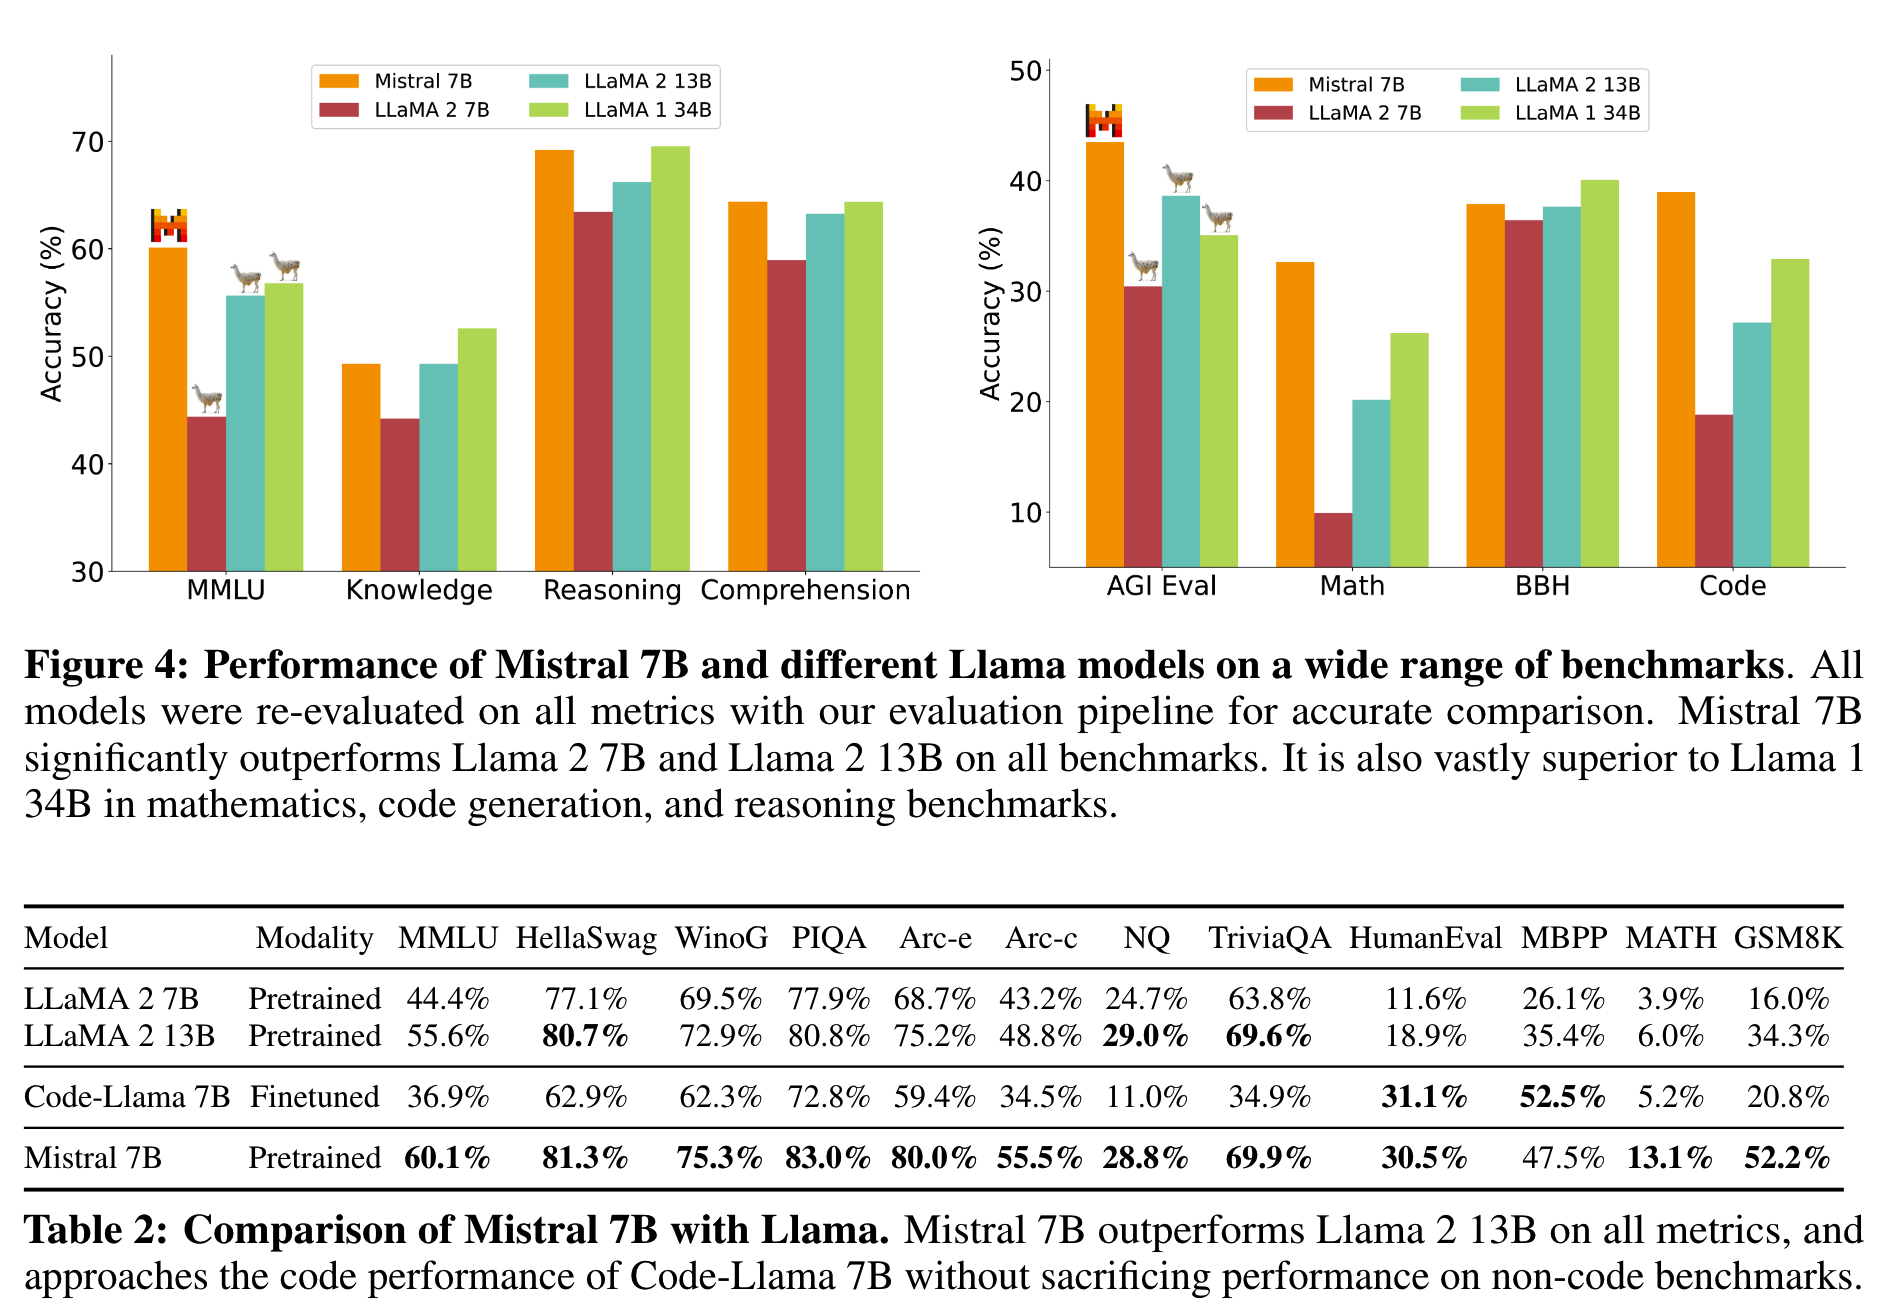 Mistral 7B LLaMA 2 13B
LLaMA 2 7B LLaMA 1 34B
70
60
50
40
30
Accuracy (%)
MMLU Knowledge Reasoning Comprehension
Mistral 7B LLaMA 2 13B
LLaMA 2 7B LLaMA 1 34B
50
40
30
20
10
Accuracy (%)
AGI Eval Math BBH Code
Figure 4: Performance of Mistral 7B and different Llama models on a wide range of benchmarks. All
models were re-evaluated on all metrics with our evaluation pipeline for accurate comparison. Mistral 7B
significantly outperforms Llama 2 7B and Llama 2 13B on all benchmarks. It is also vastly superior to Llama 1
34B in mathematics, code generation, and reasoning benchmarks.
Model Modality MMLU HellaSwag WinoG PIQA Arc-e Arc-c NQ TriviaQA HumanEval MBPP MATH GSM8K
LLaMA 2 7B Pretrained 44.4% 77.1% 69.5% 77.9% 68.7% 43.2% 24.7% 63.8% 11.6% 26.1% 3.9% 16.0%
LLaMA 2 13B Pretrained 55.6% 80.7% 72.9% 80.8% 75.2% 48.8% 29.0% 69.6% 18.9% 35.4% 6.0% 34.3%
Code-Llama 7B Finetuned 36.9% 62.9% 62.3% 72.8% 59.4% 34.5% 11.0% 34.9% 31.1% 52.5% 5.2% 20.8%
Mistral 7B Pretrained 60.1% 81.3% 75.3% 83.0% 80.0% 55.5% 28.8% 69.9% 30.5% 47.5% 13.1% 52.2%
Table 2: Comparison of Mistral 7B with Llama. Mistral 7B outperforms Llama 2 13B on all metrics, and
approaches the code performance of Code-Llama 7B without sacrificing performance on non-code benchmarks.